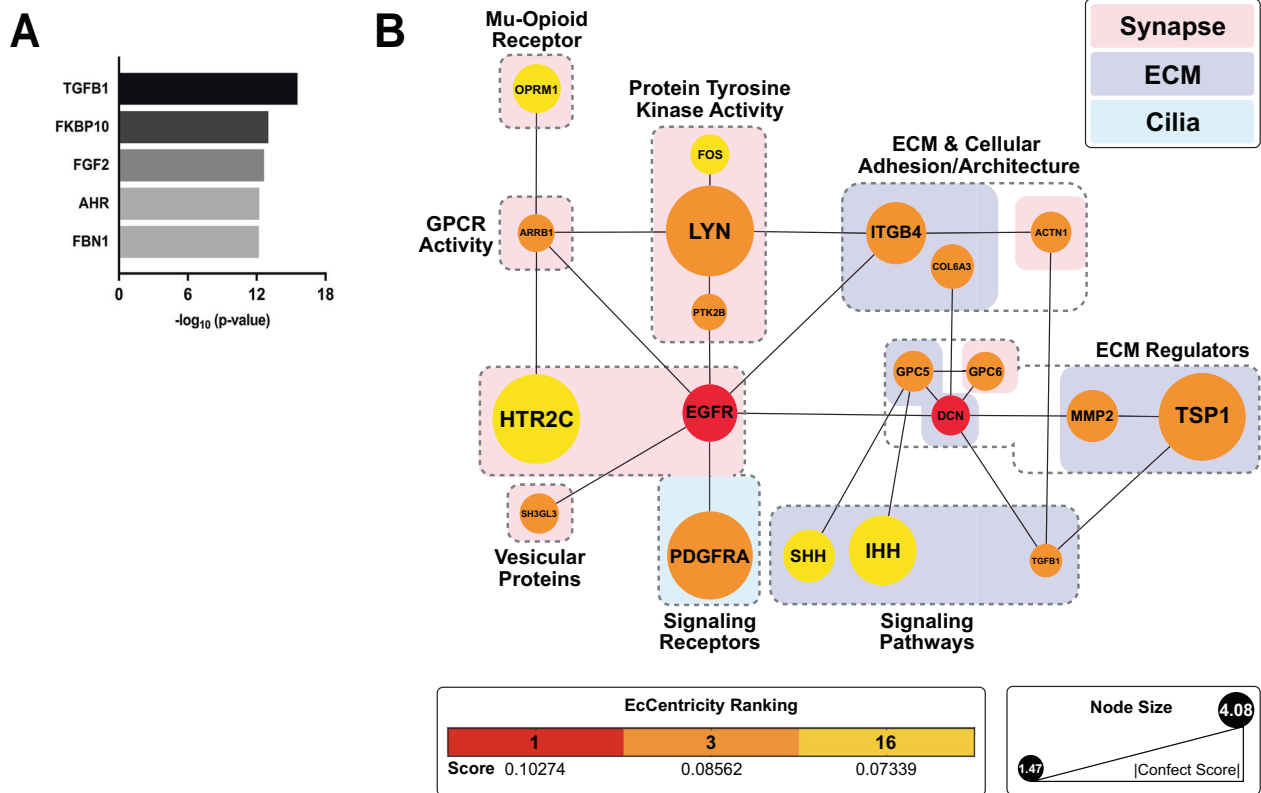 A
TGFB1
FKBP10
FGF2
AHR
FBN1
0 6 12 18
-log10 (p-value)
B
Synapse
ECM
Cilia
Mu-Opioid
Receptor
OPRM1
Protein Tyrosine
Kinase Activity
FOS
LYN
PTK2B
ECM & Cellular
Adhesion/Architecture
ITGB4
COL6A3
ACTN1
GPCR
Activity
ARRB1
HTR2C
EGFR
GPC5
GPC6
DCN
ECM Regulators
MMP2
TSP1
SH3GL3
Vesicular
Proteins
PDGFRA
Signaling
Receptors
SHH
IHH
TGFB1
Signaling
Pathways
EcCentricity Ranking
1 3 16
Score 0.10274 0.08562 0.07339
Node Size
4.08
1.47
|Confect Score|